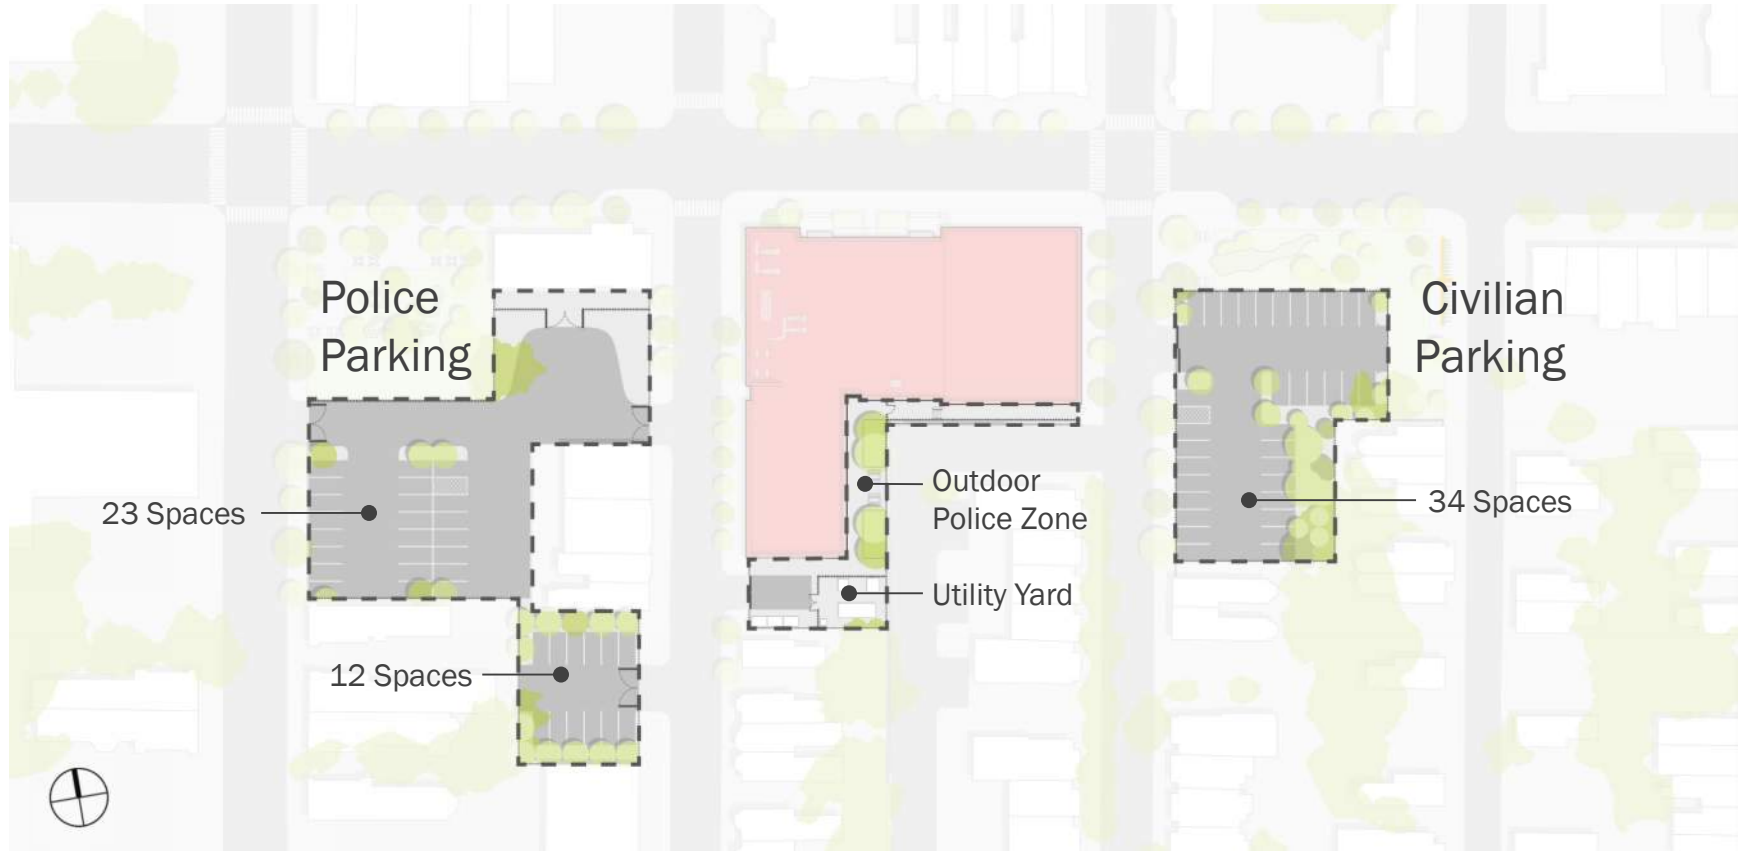 Police
Parking
Civilian
Parking
23 Spaces
Outdoor
Police Zone
34 Spaces
Utility Yard
12 Spaces